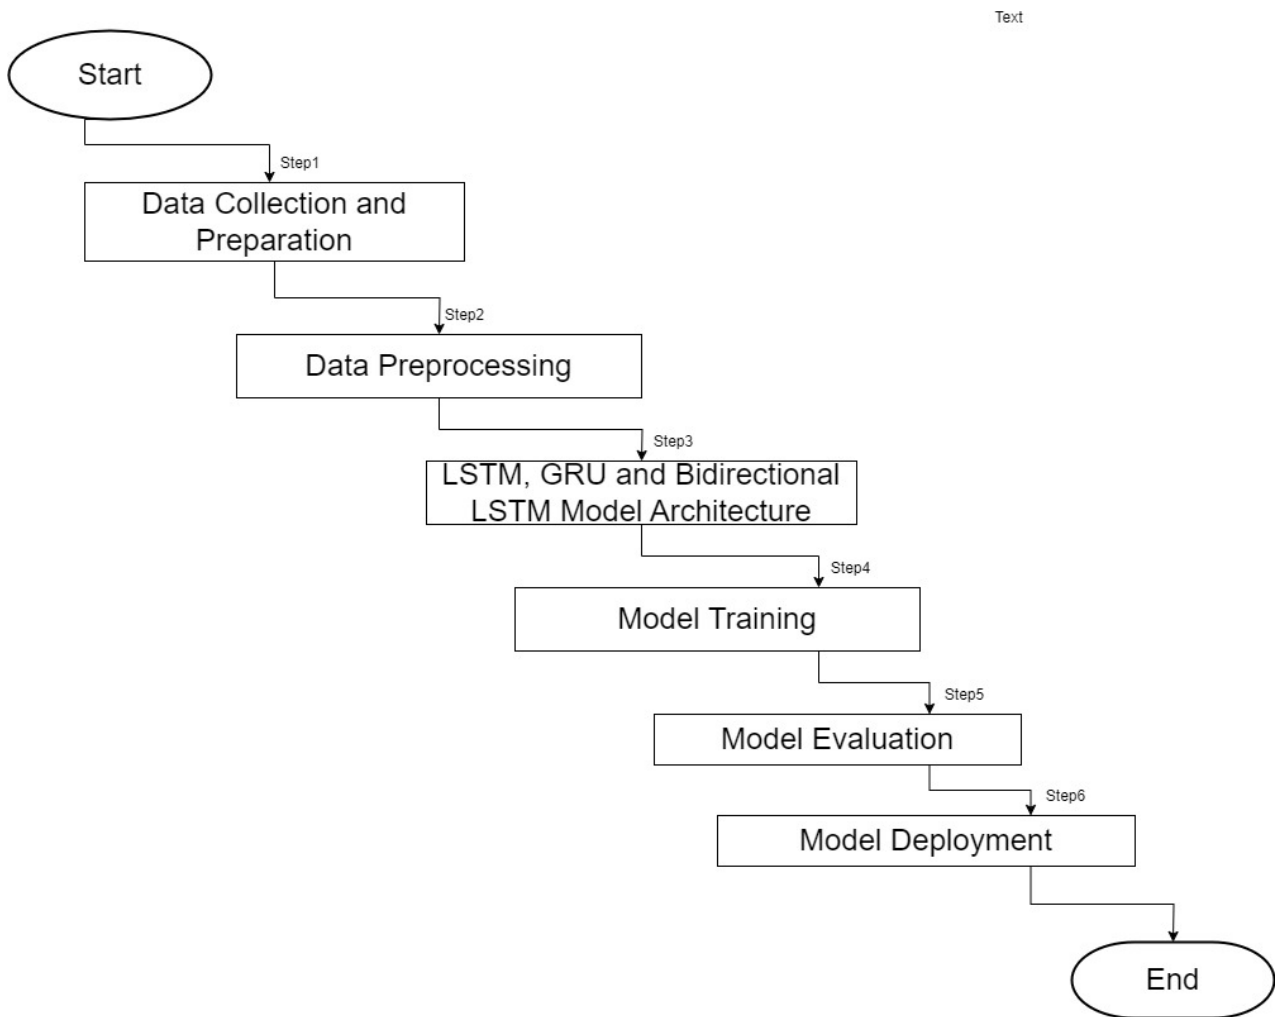 Text
Start
Step1
Data Collection and
Preparation
Step2
Data Preprocessing
Step3
LSTM, GRU and Bidirectional
LSTM Model Architecture
Step4
Model Training
Step5
Model Evaluation
Step6
Model Deployment
End